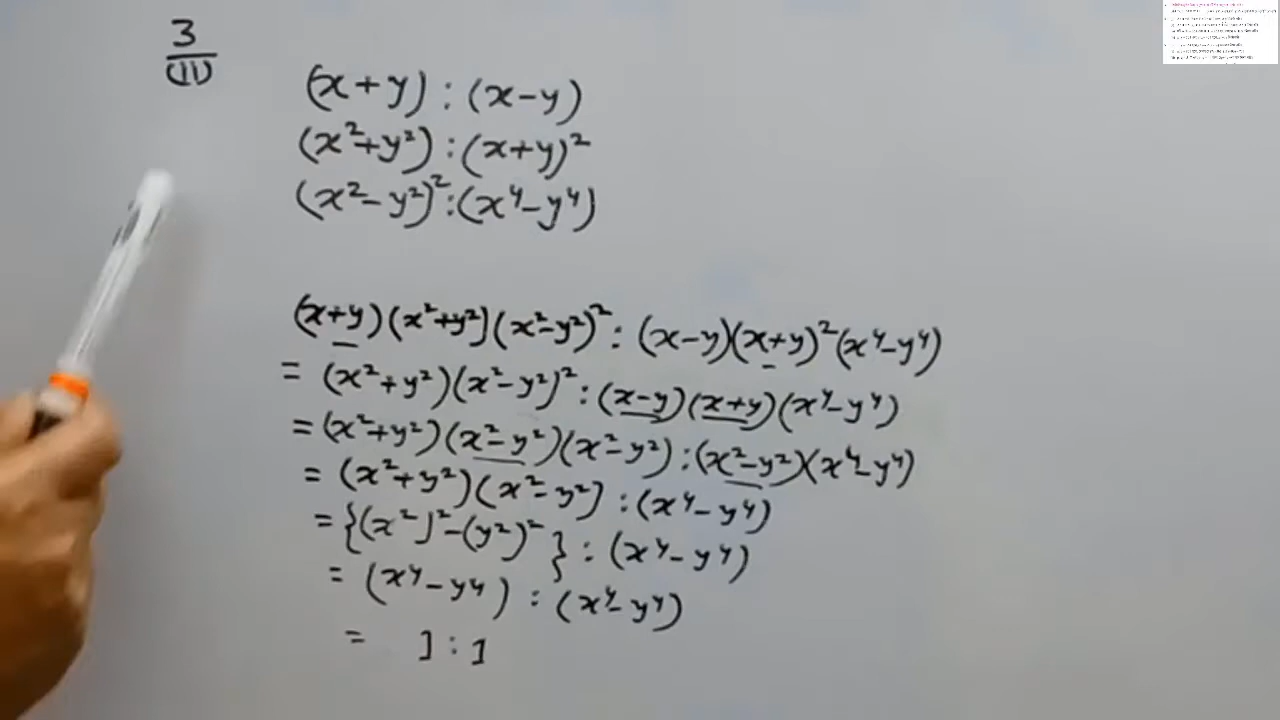 3
(11)
(x+y) : (x-y)
(x²+y²) : (x+y)²
(x²-y²)² : (x⁴-y⁴)
(x+y)(x²+y²)(x²-y²)² : (x-y)(x+y)²(x⁴-y⁴)
= (x²+y²)(x²-y²)² : (x-y)(x+y)(x⁴-y⁴)
= (x²+y²)(x²-y²)(x²-y²) : (x²-y²)(x⁴-y⁴)
= (x²+y²)(x²-y²) : (x⁴-y⁴)
= {(x²)²-(y²)²} : (x⁴-y⁴)
= (x⁴-y⁴) : (x⁴-y⁴)
= 1 : 1